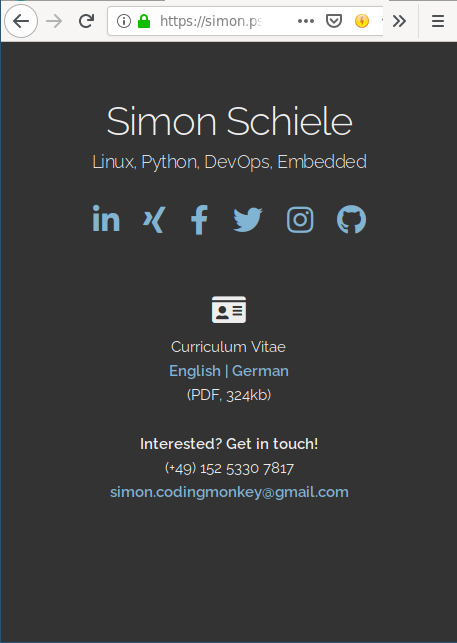 https://simon.ps
Simon Schiele
Linux, Python, DevOps, Embedded
Curriculum Vitae
English | German
(PDF, 324kb)
Interested? Get in touch!
(+49) 152 5330 7817
simon.codingmonkey@gmail.com